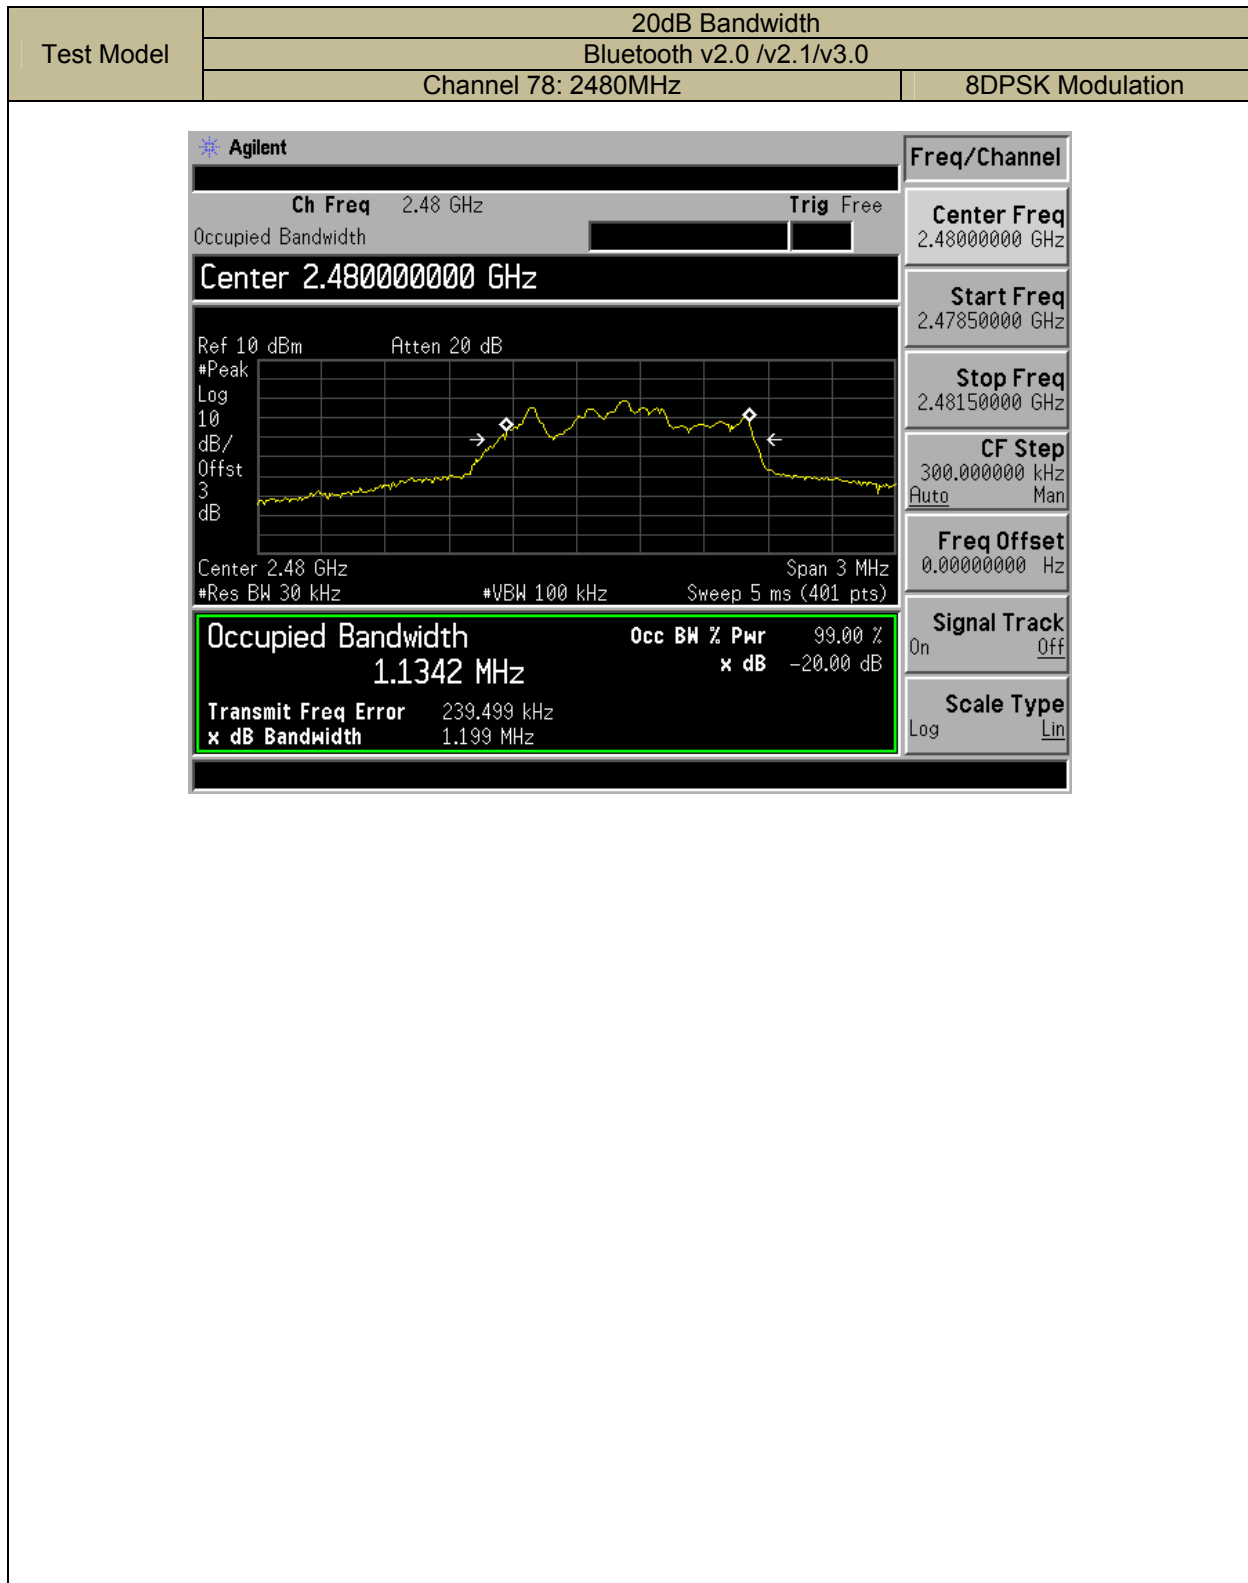 Test Model
20dB Bandwidth
Bluetooth v2.0 /v2.1/v3.0
Channel 78: 2480MHz
8DPSK Modulation
Agilent
Freq/Channel
Ch Freq 2.48 GHz Trig Free
Occupied Bandwidth
Center 2.480000000 GHz
Ref 10 dBm Atten 20 dB
#Peak
Log
10
dB/
Offst
3
dB
Center 2.48 GHz Span 3 MHz
#Res BW 30 kHz #VBW 100 kHz Sweep 5 ms (401 pts)
Occupied Bandwidth
1.1342 MHz
Occ BW % Pwr 99.00 %
x dB -20.00 dB
Transmit Freq Error 239.499 kHz
x dB Bandwidth 1.199 MHz
Center Freq
2.48000000 GHz
Start Freq
2.47850000 GHz
Stop Freq
2.48150000 GHz
CF Step
300.000000 kHz
Auto Man
Freq Offset
0.00000000 Hz
Signal Track
On Off
Scale Type
Log Lin